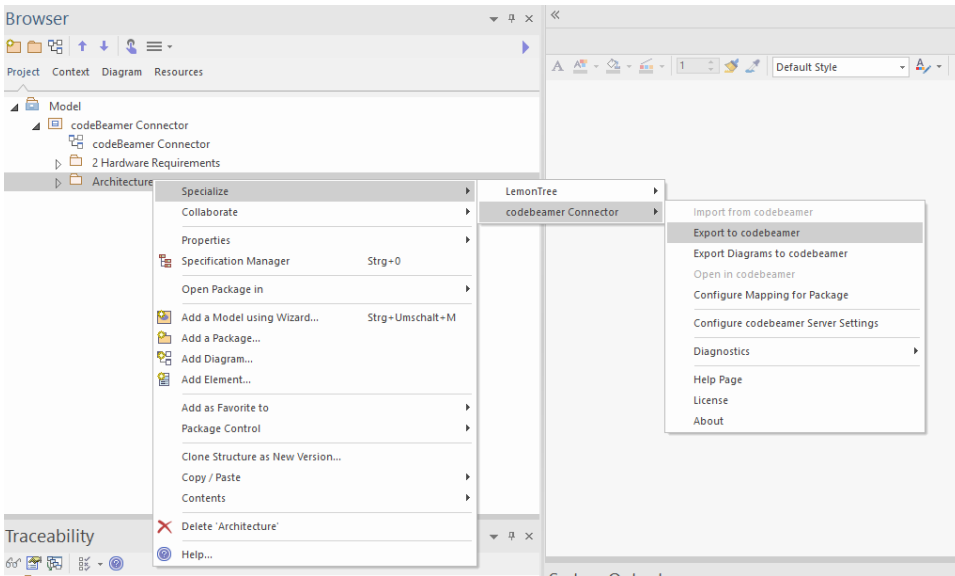 Browser
Project Context Diagram Resources
1 Default Style
Model
codeBeamer Connector
codeBeamer Connector
2 Hardware Requirements
Architecture
Specialize
Collaborate
Properties
Specification Manager Strg+0
Open Package in
Add a Model using Wizard... Strg+Umschalt+M
Add a Package...
Add Diagram...
Add Element...
Add as Favorite to
Package Control
Clone Structure as New Version...
Copy / Paste
Contents
Delete 'Architecture'
Help...
LemonTree
codebeamer Connector
Import from codebeamer
Export to codebeamer
Export Diagrams to codebeamer
Open in codebeamer
Configure Mapping for Package
Configure codebeamer Server Settings
Diagnostics
Help Page
License
About
Traceability